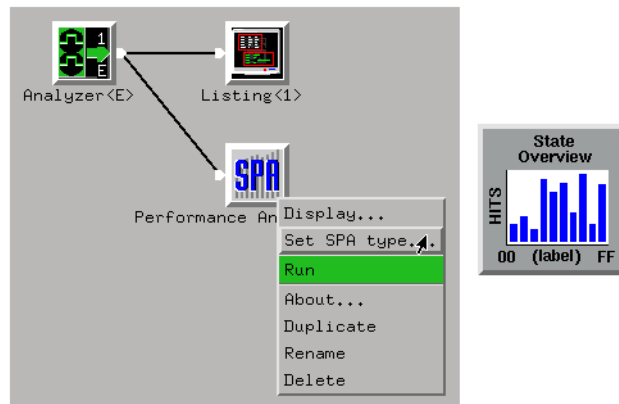 1
E
Analyzer<E>
Listing<1>
SPA
Performance An
Display...
Set SPA type...
Run
About...
Duplicate
Rename
Delete
State
Overview
HITS
00 (label) FF